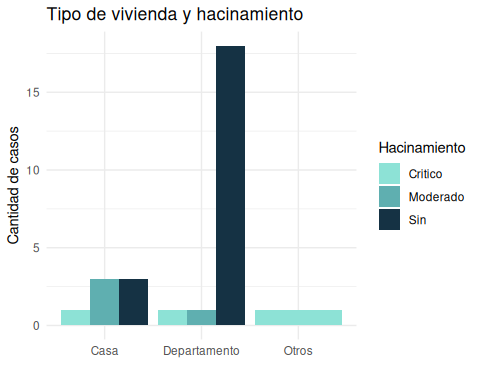 Tipo de vivienda y hacinamiento
Cantidad de casos
15
10
5
0
Casa
Departamento
Otros
Hacinamiento
Critico
Moderado
Sin